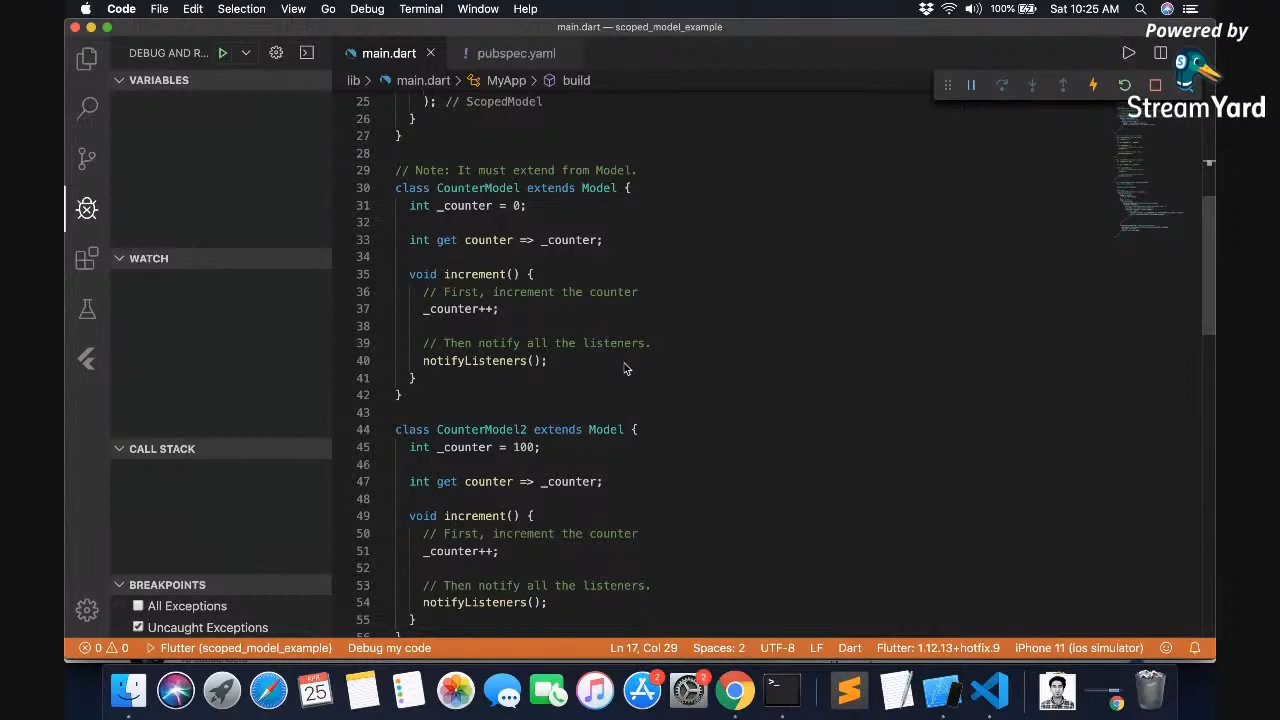 Code File Edit Selection View Go Debug Terminal Window Help 100% Sat 10:25 AM
main.dart — scoped_model_example
Powered by
StreamYard
DEBUG AND R...
main.dart
pubspec.yaml
lib > main.dart > MyApp > build
VARIABLES
WATCH
CALL STACK
BREAKPOINTS
All Exceptions
Uncaught Exceptions
25 ); // ScopedModel
26 }
27 }
28
29 // Note: It must extend from Model.
30 class CounterModel extends Model {
31 int _counter = 0;
32
33 int get counter => _counter;
34
35 void increment() {
36 // First, increment the counter
37 _counter++;
38
39 // Then notify all the listeners.
40 notifyListeners();
41 }
42 }
43
44 class CounterModel2 extends Model {
45 int _counter = 100;
46
47 int get counter => _counter;
48
49 void increment() {
50 // First, increment the counter
51 _counter++;
52
53 // Then notify all the listeners.
54 notifyListeners();
55 }
56 }
0 0 Flutter (scoped_model_example) Debug my code Ln 17, Col 29 Spaces: 2 UTF-8 LF Dart Flutter: 1.12.13+hotfix.9 iPhone 11 (ios simulator)
APR
25
2
2